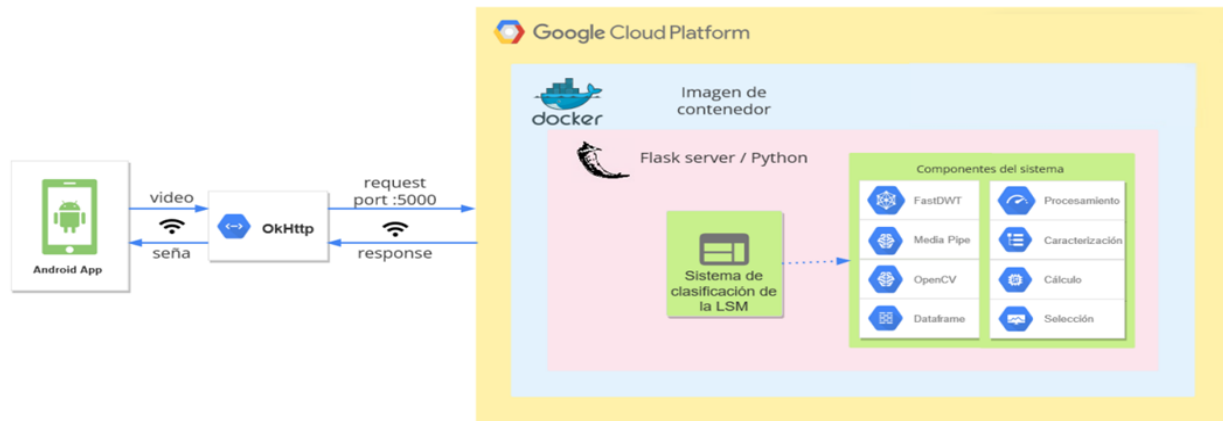 Google Cloud Platform
docker
Imagen de
contenedor
Flask server / Python
Componentes del sistema
FastDWT
Procesamiento
Media Pipe
Caracterización
OpenCV
Cálculo
Dataframe
Selección
Sistema de
clasificación de
la LSM
Android App
video
seña
OkHttp
request
port :5000
response